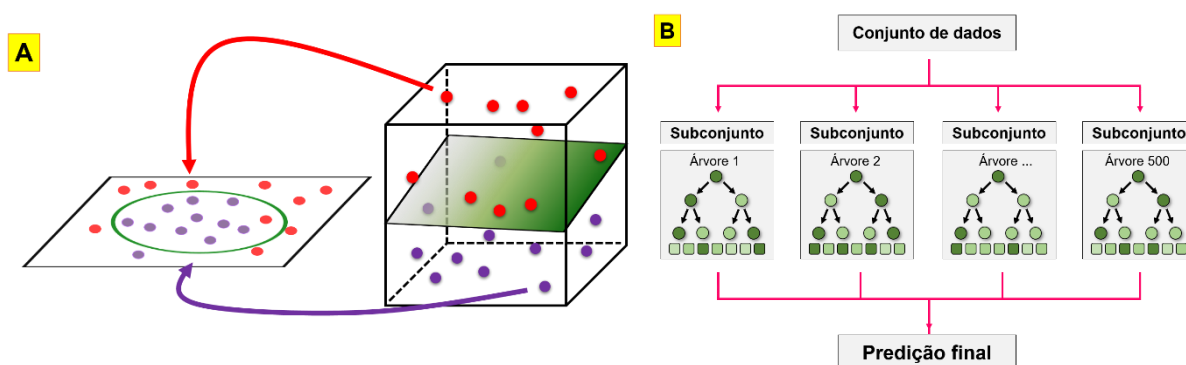 A
B
Conjunto de dados
Subconjunto
Subconjunto
Subconjunto
Subconjunto
Árvore 1
Árvore 2
Árvore ...
Árvore 500
Predição final